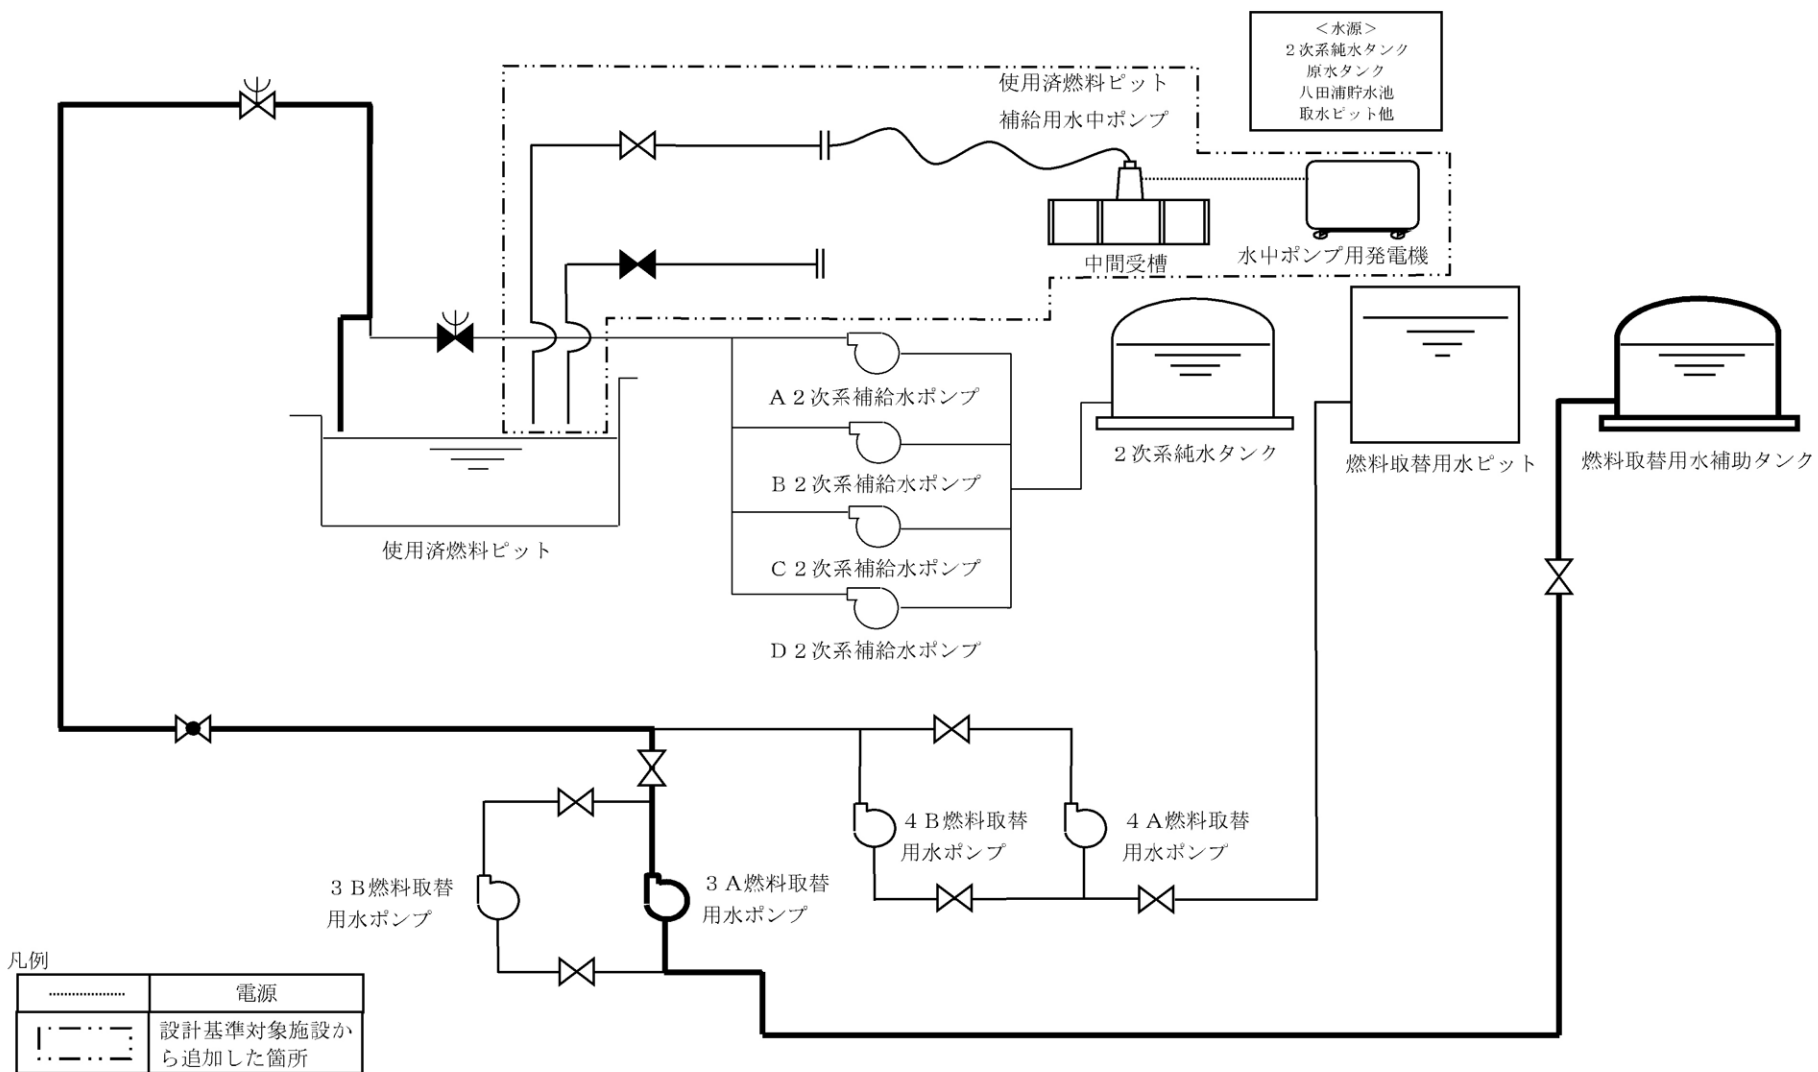 ＜水源＞
２次系純水タンク
原水タンク
八田浦貯水池
取水ピット他
使用済燃料ピット
補給用水中ポンプ
中間受槽
水中ポンプ用発電機
Ａ２次系補給水ポンプ
Ｂ２次系補給水ポンプ
Ｃ２次系補給水ポンプ
Ｄ２次系補給水ポンプ
２次系純水タンク
燃料取替用水ピット
燃料取替用水補助タンク
使用済燃料ピット
４Ｂ燃料取替
用水ポンプ
４Ａ燃料取替
用水ポンプ
３Ｂ燃料取替
用水ポンプ
３Ａ燃料取替
用水ポンプ
凡例
電源
設計基準対象施設か
ら追加した箇所